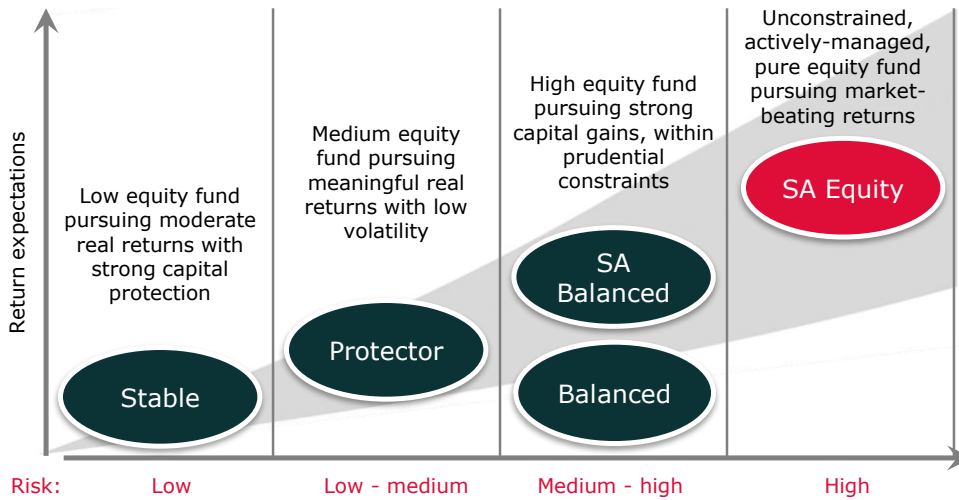 Return expectations
Low equity fund
pursuing moderate
real returns with
strong capital
protection
Stable
Medium equity
fund pursuing
meaningful real
returns with low
volatility
Protector
High equity fund
pursuing strong
capital gains, within
prudential
constraints
SA
Balanced
Balanced
Unconstrained,
actively-managed,
pure equity fund
pursuing market-
beating returns
SA Equity
Risk:
Low
Low - medium
Medium - high
High